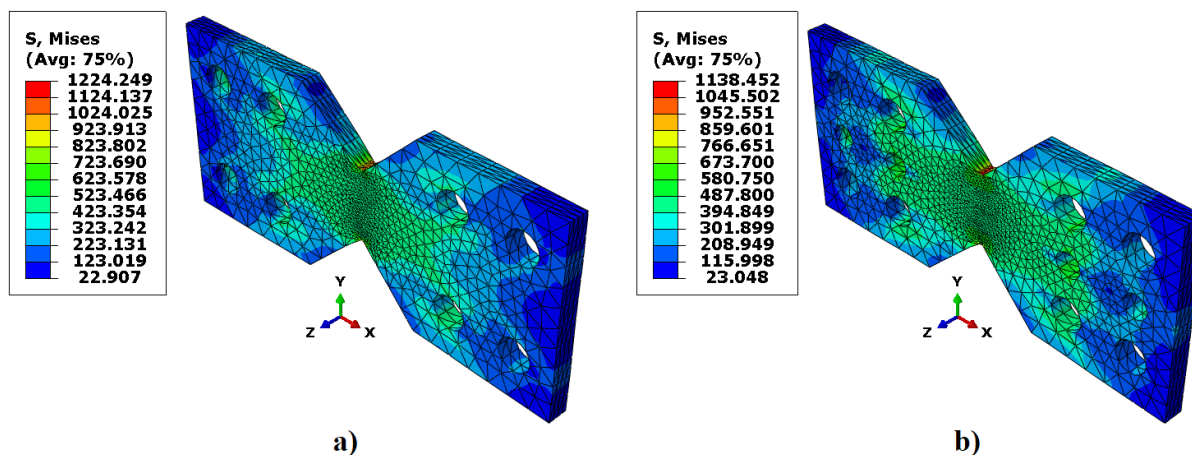 S, Mises
(Avg: 75%)
1224.249
1124.137
1024.025
923.913
823.802
723.690
623.578
523.466
423.354
323.242
223.131
123.019
22.907
Y
Z
X
a)
S, Mises
(Avg: 75%)
1138.452
1045.502
952.551
859.601
766.651
673.700
580.750
487.800
394.849
301.899
208.949
115.998
23.048
Y
Z
X
b)